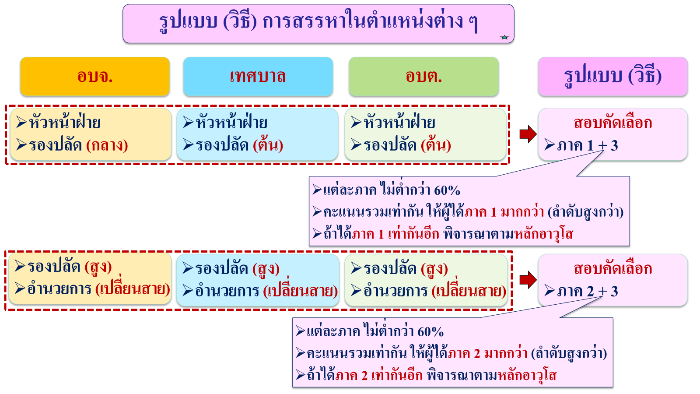 รูปแบบ (วิธี) การสรรหาในตำแหน่งต่าง ๆ
อบจ.
เทศบาล
อบต.
รูปแบบ (วิธี)
หัวหน้าฝ่าย
รองปลัด (กลาง)
หัวหน้าฝ่าย
รองปลัด (ต้น)
หัวหน้าฝ่าย
รองปลัด (ต้น)
สอบคัดเลือก
ภาค 1 + 3
แต่ละภาค ไม่ต่ำกว่า 60%
คะแนนรวมเท่ากัน ให้ผู้ได้ภาค 1 มากกว่า (ลำดับสูงกว่า)
ถ้าได้ภาค 1 เท่ากันอีก พิจารณาตามหลักอาวุโส
รองปลัด (สูง)
อำนวยการ (เปลี่ยนสาย)
รองปลัด (สูง)
อำนวยการ (เปลี่ยนสาย)
รองปลัด (สูง)
อำนวยการ (เปลี่ยนสาย)
สอบคัดเลือก
ภาค 2 + 3
แต่ละภาค ไม่ต่ำกว่า 60%
คะแนนรวมเท่ากัน ให้ผู้ได้ภาค 2 มากกว่า (ลำดับสูงกว่า)
ถ้าได้ภาค 2 เท่ากันอีก พิจารณาตามหลักอาวุโส